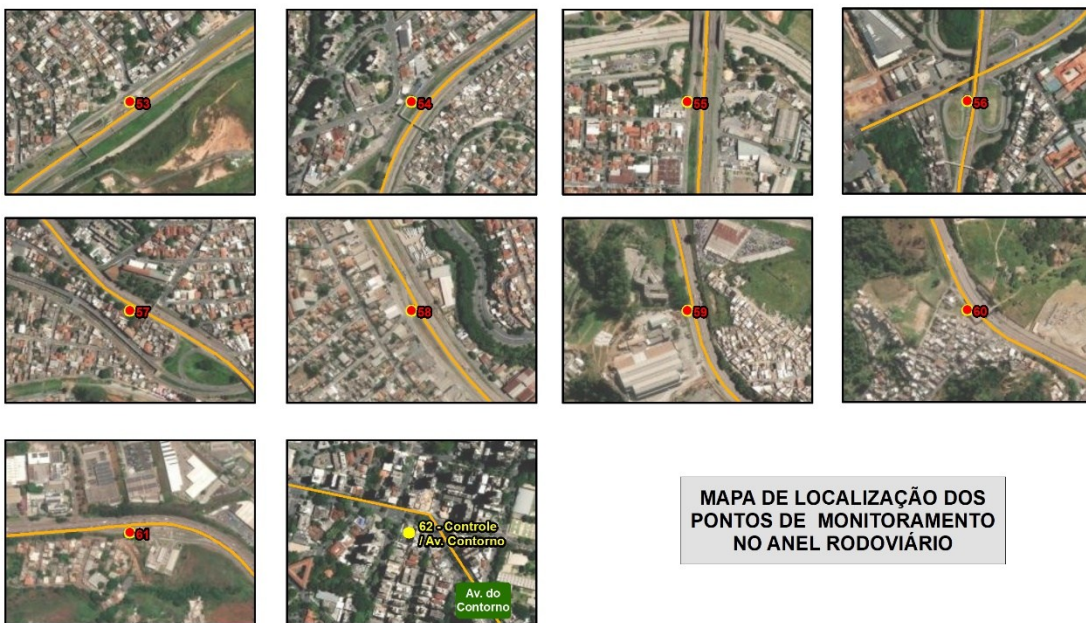 53
54
55
56
57
58
59
60
61
62 - Controle
/ Av. Contorno
Av. do
Contorno
MAPA DE LOCALIZAÇÃO DOS
PONTOS DE MONITORAMENTO
NO ANEL RODOVIÁRIO